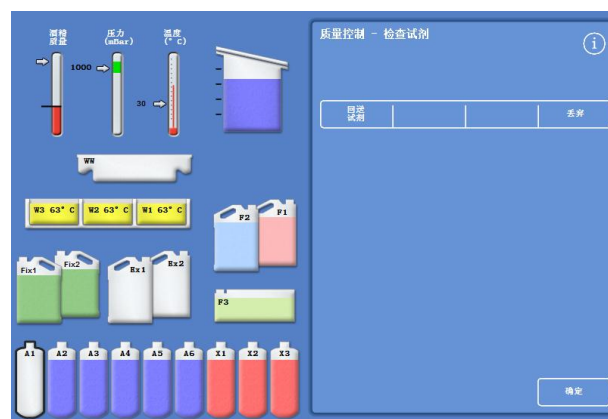 酒精
质量
压力
(mBar)
温度
(° C)
1000
30
质量控制 - 检查试剂
i
回送
试剂
丢弃
WW
W3 63° C
W2 63° C
W1 63° C
F2
F1
Fix1
Fix2
Ex1
Ex2
F3
A1
A2
A3
A4
A5
A6
X1
X2
X3
确定